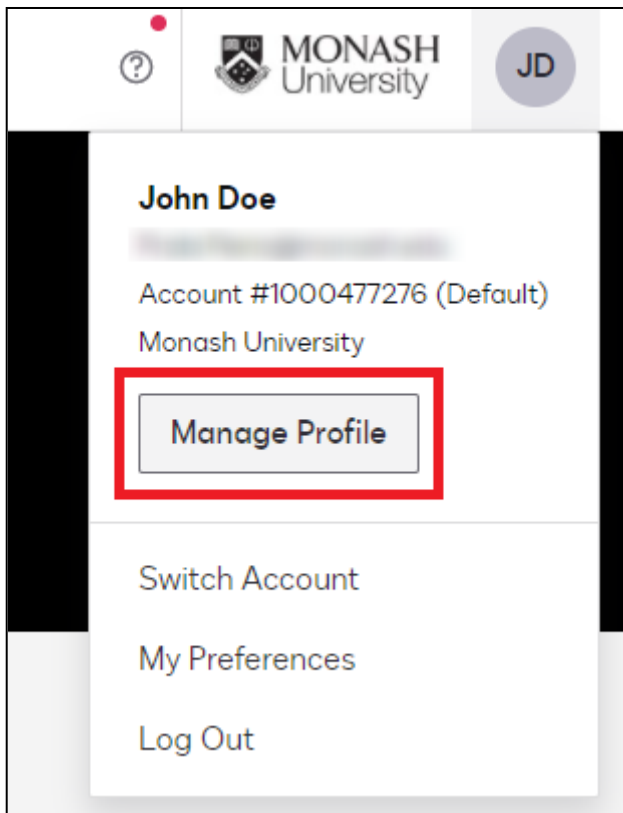 ?
MONASH
University
JD
John Doe
Account #1000477276 (Default)
Monash University
Manage Profile
Switch Account
My Preferences
Log Out